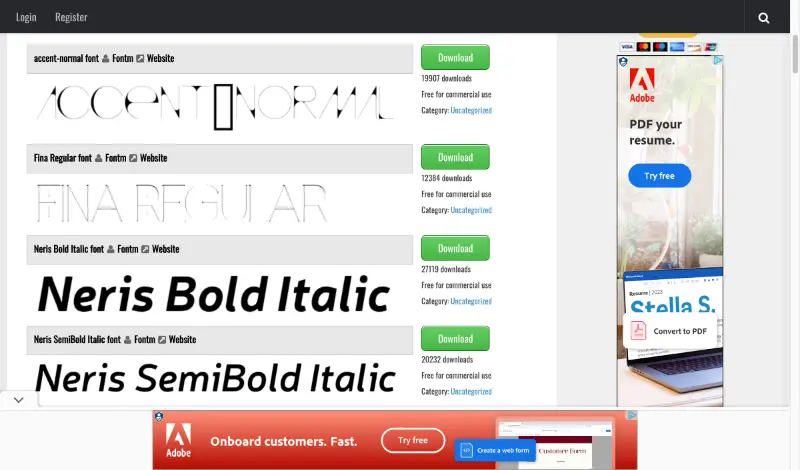 Login Register
accent-normal font Fontm Website
Download
19907 downloads
Free for commercial use
Category: Uncategorized
ACCENT NORMAL
Fina Regular font Fontm Website
Download
12384 downloads
Free for commercial use
Category: Uncategorized
FINA REGULAR
Neris Bold Italic font Fontm Website
Download
27119 downloads
Free for commercial use
Category: Uncategorized
Neris Bold Italic
Neris SemiBold Italic font Fontm Website
Download
20232 downloads
Free for commercial use
Category: Uncategorized
Neris SemiBold Italic
VISA
Adobe
PDF your
resume.
Try free
Resume | 2023
Stella S.
Convert to PDF
Adobe
Onboard customers. Fast.
Try free
Create a web form
Customer Form